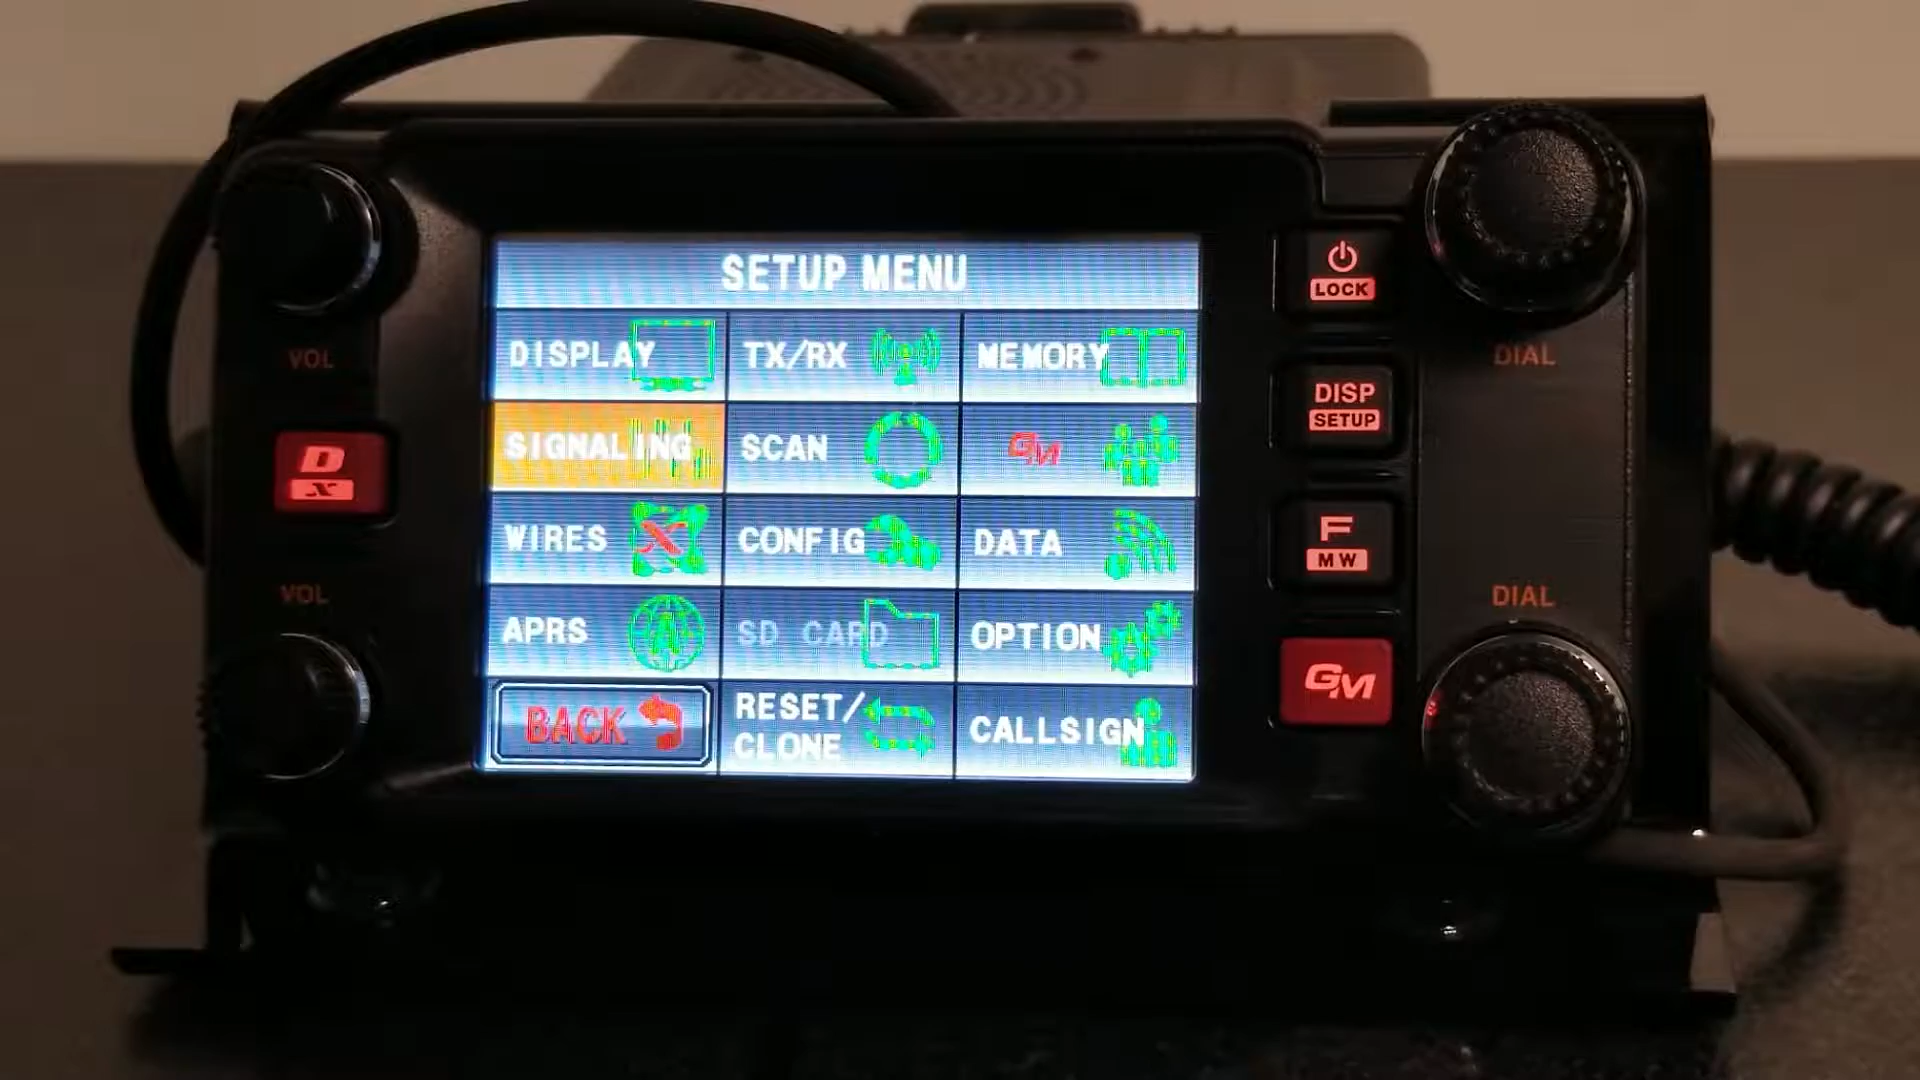 SETUP MENU
DISPLAY
TX/RX
MEMORY
SIGNALING
SCAN
GM
WIRES X
CONFIG
DATA
APRS
A
SD CARD
OPTION
BACK
RESET/
CLONE
CALLSIGN
VOL
D
X
VOL
LOCK
DISP
SETUP
F
MW
GM
DIAL
DIAL